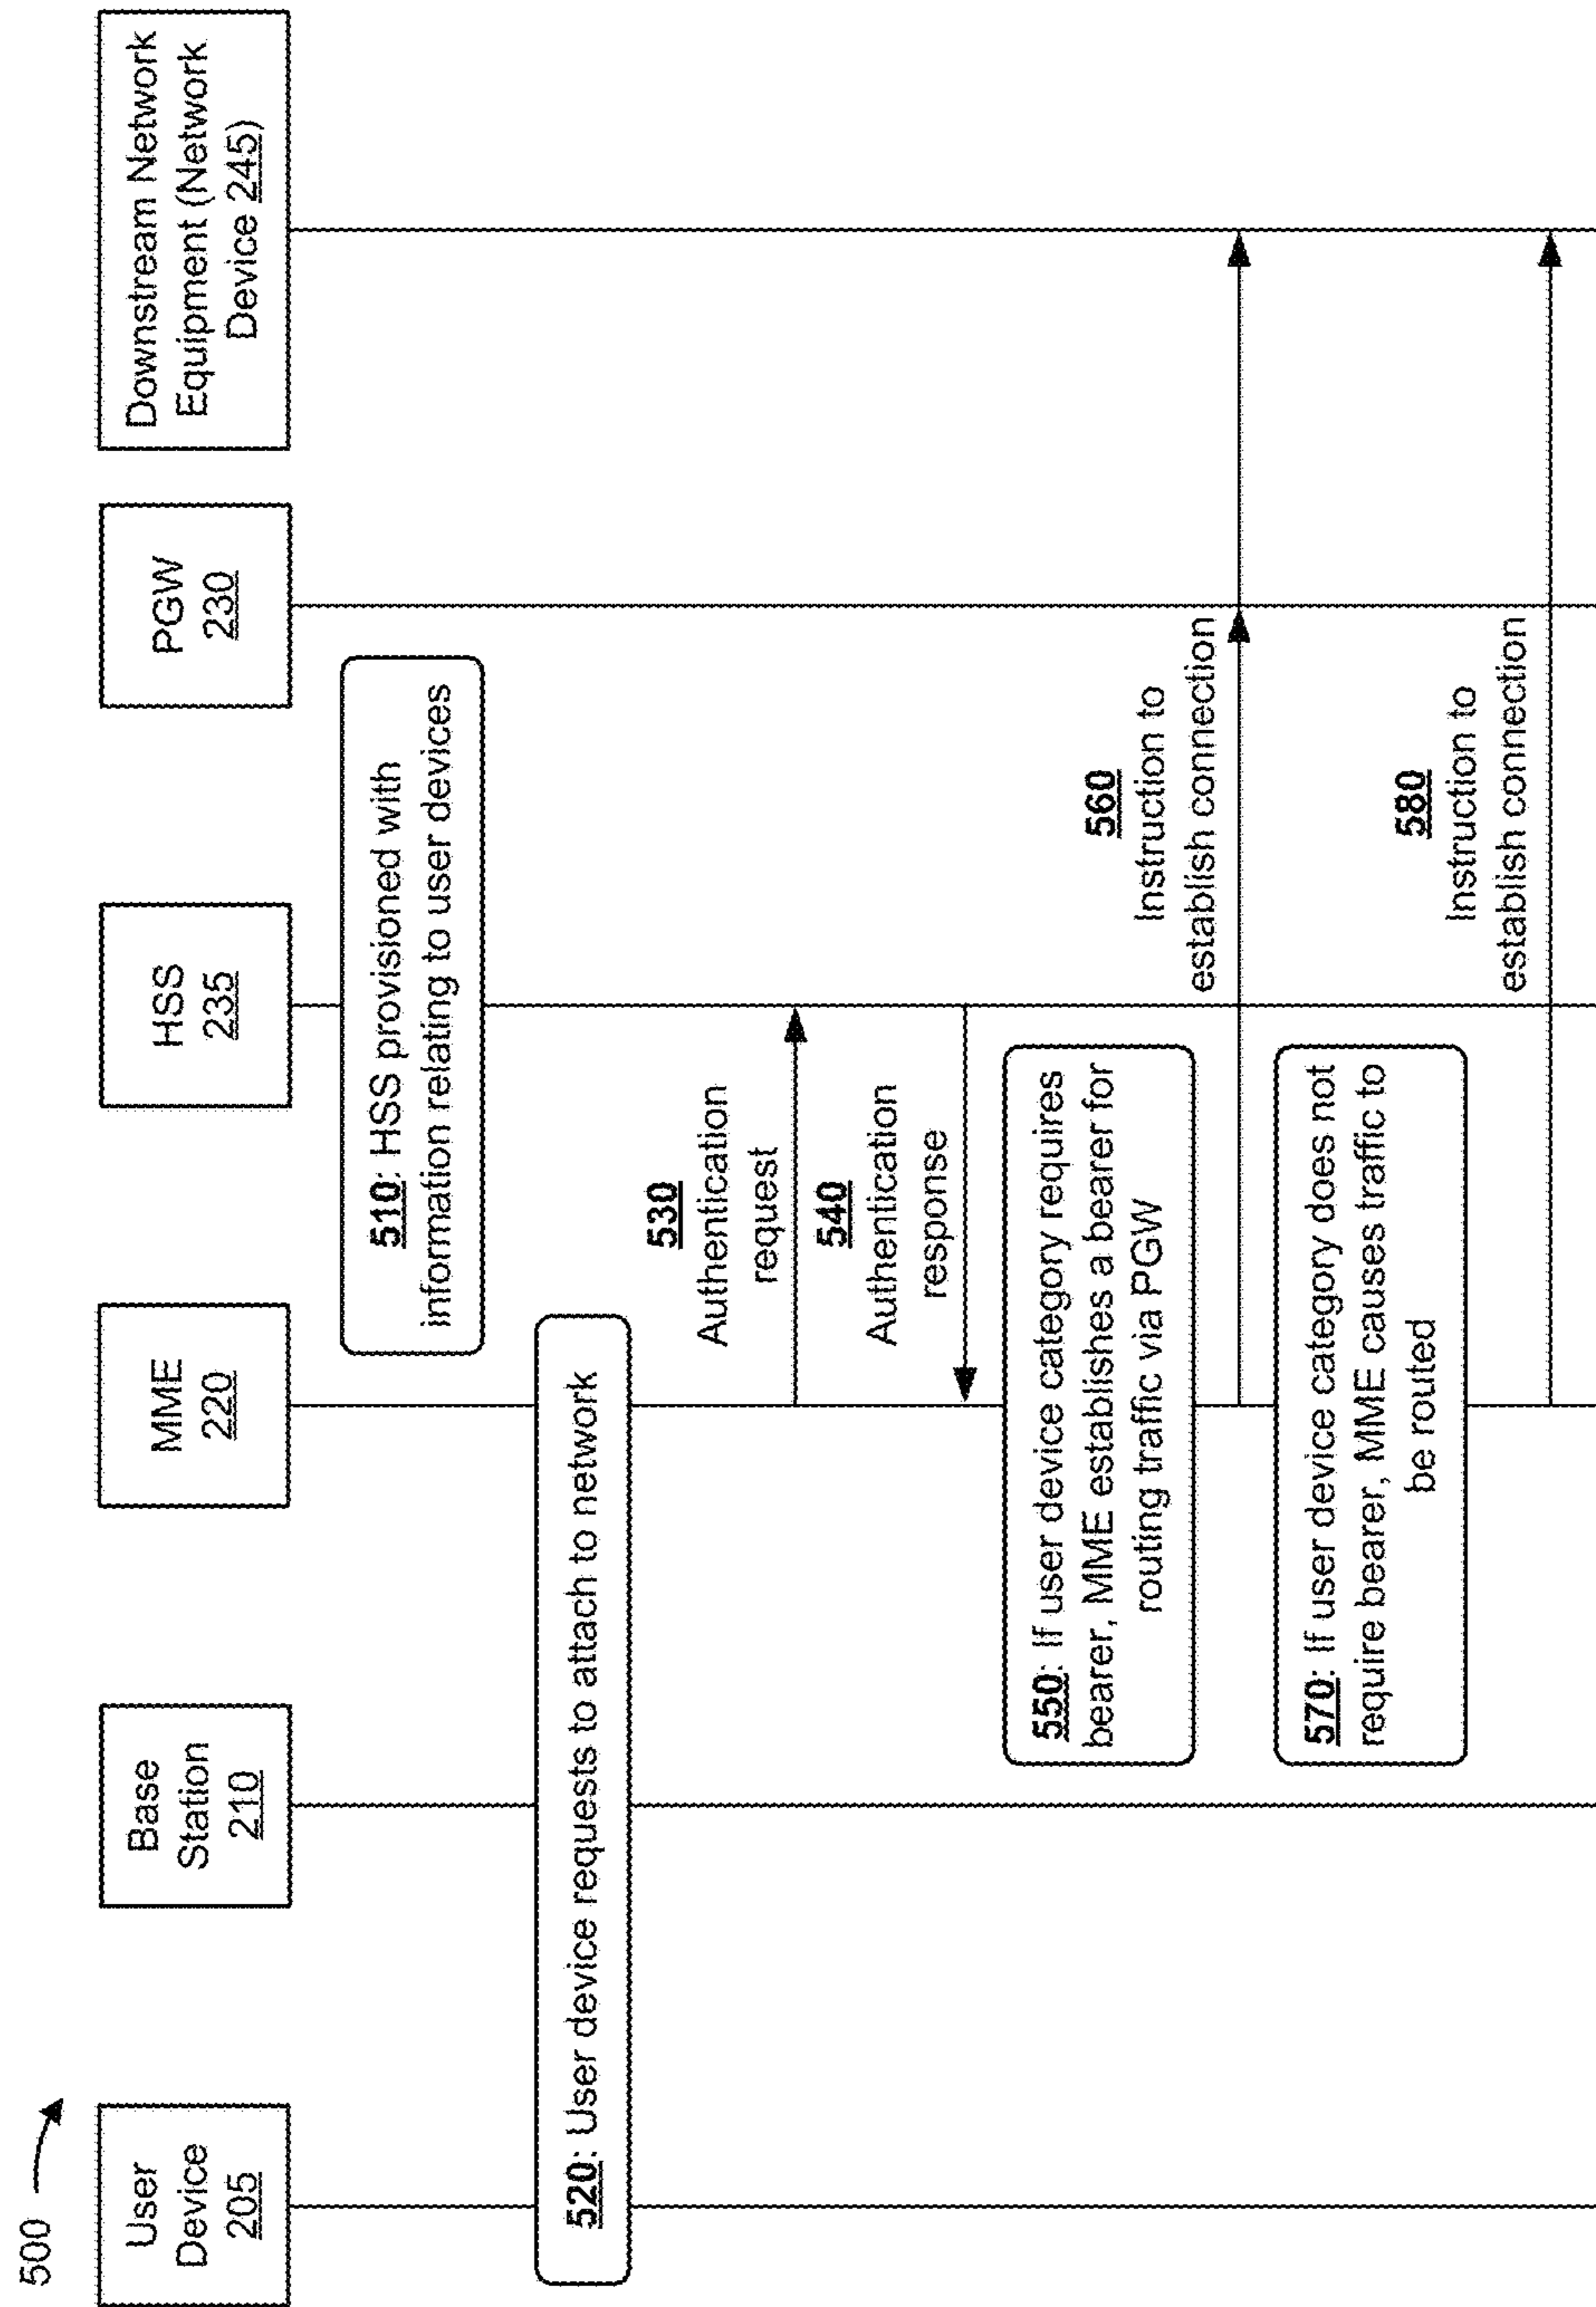 500
User
Device
205
Base
Station
210
MME
220
HSS
235
PGW
230
Downstream Network
Equipment (Network
Device 245)
510: HSS provisioned with
information relating to user devices
520: User device requests to attach to network
530
Authentication
request
540
Authentication
response
550: If user device category requires
bearer, MME establishes a bearer for
routing traffic via PGW
560
Instruction to
establish connection
570: If user device category does not
require bearer, MME causes traffic to
be routed
580
Instruction to
establish connection